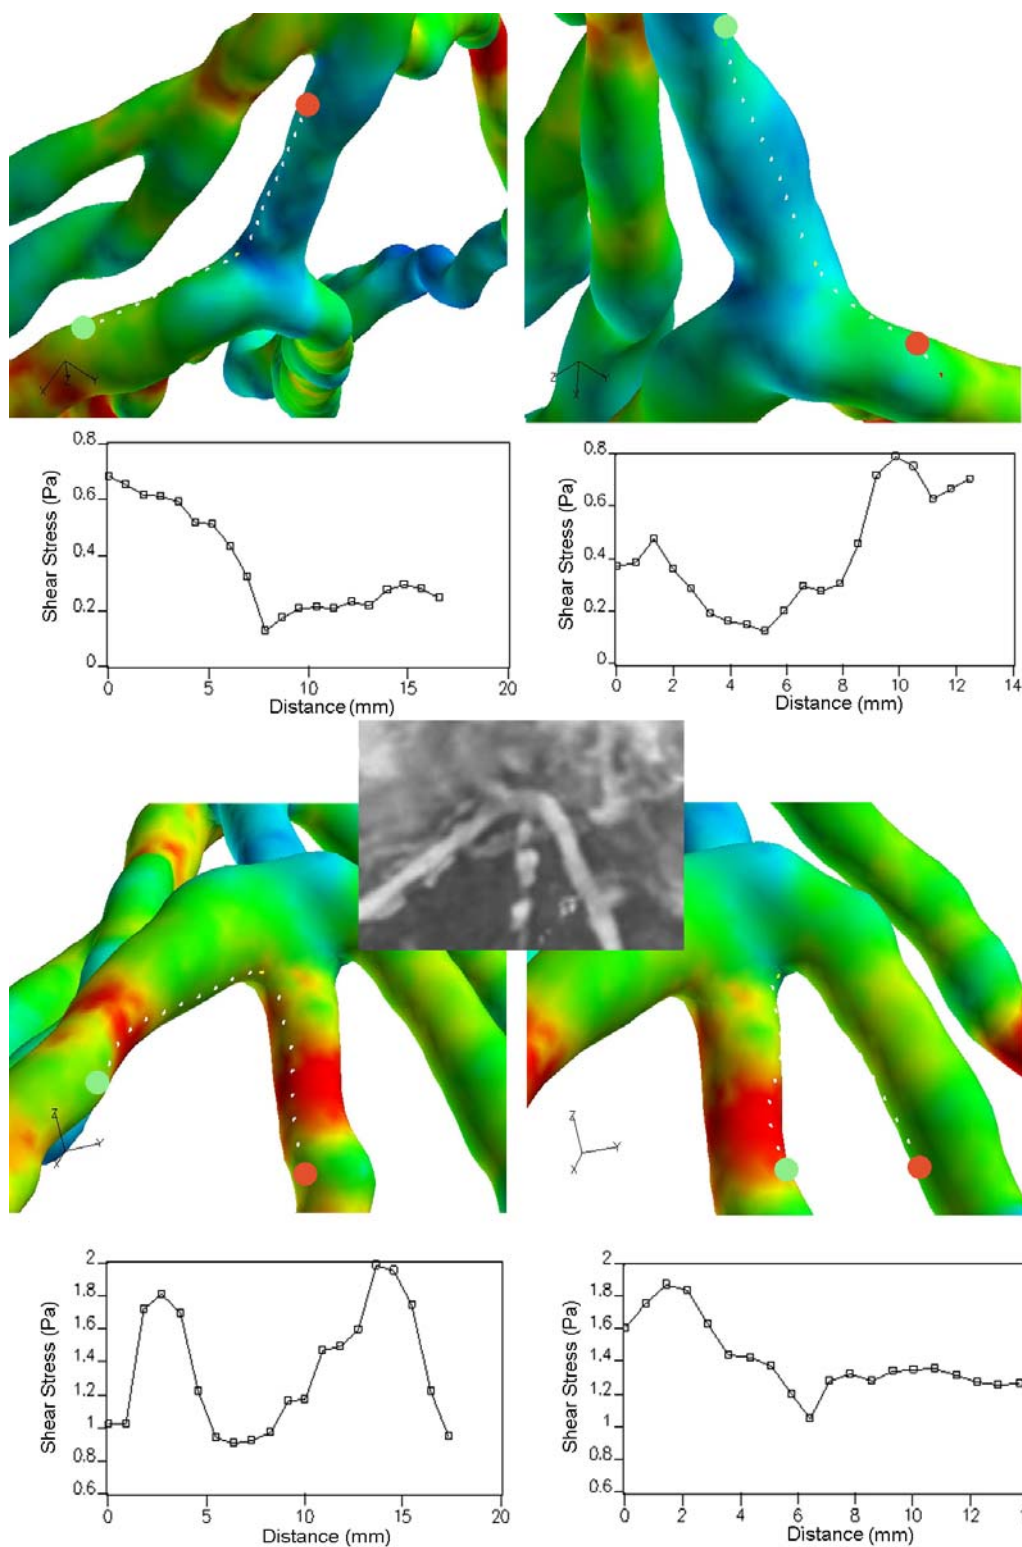 X Y
Z X
0.8
0.6
0.4
0.2
0
Shear Stress (Pa)
0 5 10 15 20
Distance (mm)
0.8
0.6
0.4
0.2
0
Shear Stress (Pa)
0 2 4 6 8 10 12 14
Distance (mm)
Z
Y
X
Z
Y
X
2
1.8
1.6
1.4
1.2
1
0.8
0.6
Shear Stress (Pa)
0 5 10 15 20
Distance (mm)
2
1.8
1.6
1.4
1.2
1
0.8
0.6
Shear Stress (Pa)
0 2 4 6 8 10 12
Distance (mm)